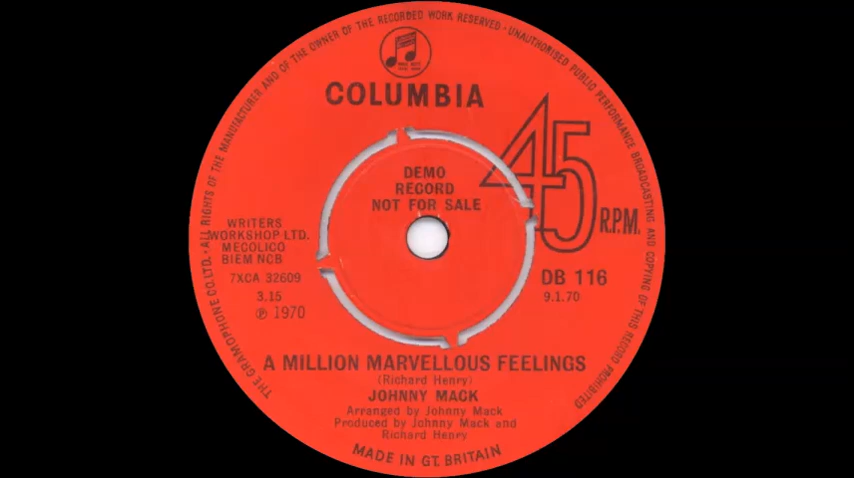 THE GRAMOPHONE CO. LTD. · ALL RIGHTS OF THE MANUFACTURER AND OF THE OWNER OF THE RECORDED WORK RESERVED · UNAUTHORISED PUBLIC PERFORMANCE BROADCASTING AND COPYING OF THIS RECORD PROHIBITED
COLUMBIA
45 R.P.M.
DEMO
RECORD
NOT FOR SALE
WRITERS
WORKSHOP LTD.
MECOLICO
BIEM NCB
7XCA 32609
3.15
℗ 1970
DB 116
9.1.70
A MILLION MARVELLOUS FEELINGS
(Richard Henry)
JOHNNY MACK
Arranged by Johnny Mack
Produced by Johnny Mack and
Richard Henry
MADE IN GT. BRITAIN